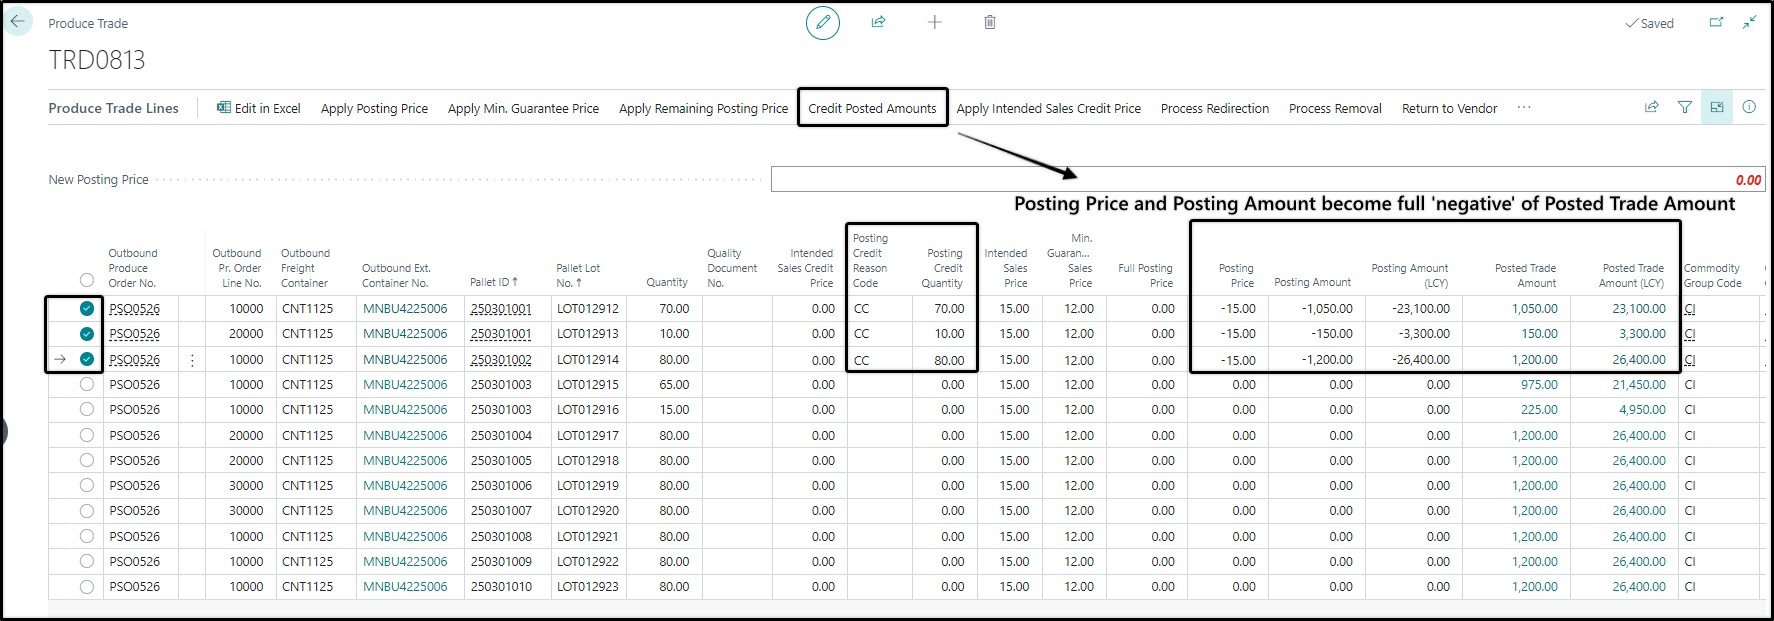 Produce Trade
Saved
TRD0813
Produce Trade Lines Edit in Excel Apply Posting Price Apply Min. Guarantee Price Apply Remaining Posting Price Credit Posted Amounts Apply Intended Sales Credit Price Process Redirection Process Removal Return to Vendor ...
New Posting Price 0.00
Posting Price and Posting Amount become full 'negative' of Posted Trade Amount
Outbound Produce Order No. Outbound Pr. Order Line No. Outbound Freight Container Outbound Ext. Container No. Pallet ID ↑ Pallet Lot No. ↑ Quantity Quality Document No. Intended Sales Credit Price Posting Credit Reason Code Posting Credit Quantity Intended Sales Price Min. Guaran... Sales Price Full Posting Price Posting Price Posting Amount Posting Amount (LCY) Posted Trade Amount Posted Trade Amount (LCY) Commodity Group Code
PSO0526 10000 CNT1125 MNBU4225006 250301001 LOT012912 70.00 0.00 CC 70.00 15.00 12.00 0.00 -15.00 -1,050.00 -23,100.00 1,050.00 23,100.00 CI
PSO0526 20000 CNT1125 MNBU4225006 250301001 LOT012913 10.00 0.00 CC 10.00 15.00 12.00 0.00 -15.00 -150.00 -3,300.00 150.00 3,300.00 CI
PSO0526 10000 CNT1125 MNBU4225006 250301002 LOT012914 80.00 0.00 CC 80.00 15.00 12.00 0.00 -15.00 -1,200.00 -26,400.00 1,200.00 26,400.00 CI
PSO0526 10000 CNT1125 MNBU4225006 250301003 LOT012915 65.00 0.00 0.00 15.00 12.00 0.00 0.00 0.00 0.00 975.00 21,450.00 CI
PSO0526 10000 CNT1125 MNBU4225006 250301003 LOT012916 15.00 0.00 0.00 15.00 12.00 0.00 0.00 0.00 0.00 225.00 4,950.00 CI
PSO0526 20000 CNT1125 MNBU4225006 250301004 LOT012917 80.00 0.00 0.00 15.00 12.00 0.00 0.00 0.00 0.00 1,200.00 26,400.00 CI
PSO0526 20000 CNT1125 MNBU4225006 250301005 LOT012918 80.00 0.00 0.00 15.00 12.00 0.00 0.00 0.00 0.00 1,200.00 26,400.00 CI
PSO0526 30000 CNT1125 MNBU4225006 250301006 LOT012919 80.00 0.00 0.00 15.00 12.00 0.00 0.00 0.00 0.00 1,200.00 26,400.00 CI
PSO0526 30000 CNT1125 MNBU4225006 250301007 LOT012920 80.00 0.00 0.00 15.00 12.00 0.00 0.00 0.00 0.00 1,200.00 26,400.00 CI
PSO0526 10000 CNT1125 MNBU4225006 250301008 LOT012921 80.00 0.00 0.00 15.00 12.00 0.00 0.00 0.00 0.00 1,200.00 26,400.00 CI
PSO0526 10000 CNT1125 MNBU4225006 250301009 LOT012922 80.00 0.00 0.00 15.00 12.00 0.00 0.00 0.00 0.00 1,200.00 26,400.00 CI
PSO0526 10000 CNT1125 MNBU4225006 250301010 LOT012923 80.00 0.00 0.00 15.00 12.00 0.00 0.00 0.00 0.00 1,200.00 26,400.00 CI